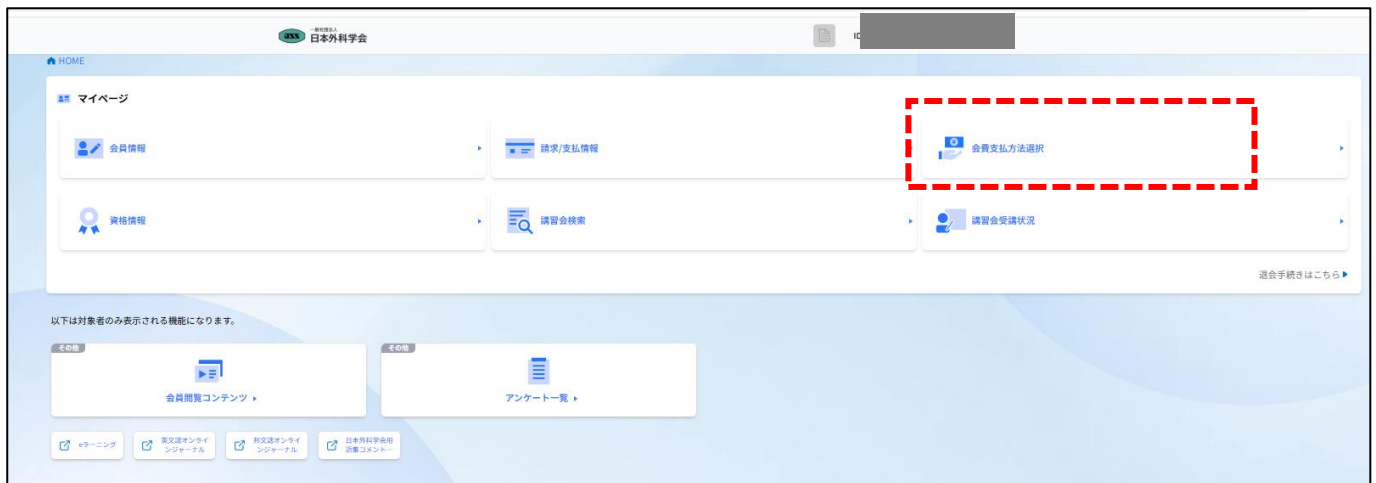 JSS
一般社団法人
日本外科学会
ID
HOME
マイページ
会員情報
請求/支払情報
会費支払方法選択
資格情報
講習会検索
講習会受講状況
退会手続きはこちら
以下は対象者のみ表示される機能になります。
その他
会員閲覧コンテンツ
その他
アンケート一覧
eラーニング
英文誌オンライ
ンジャーナル
邦文誌オンライ
ンジャーナル
日本外科学会用
語集コメント…